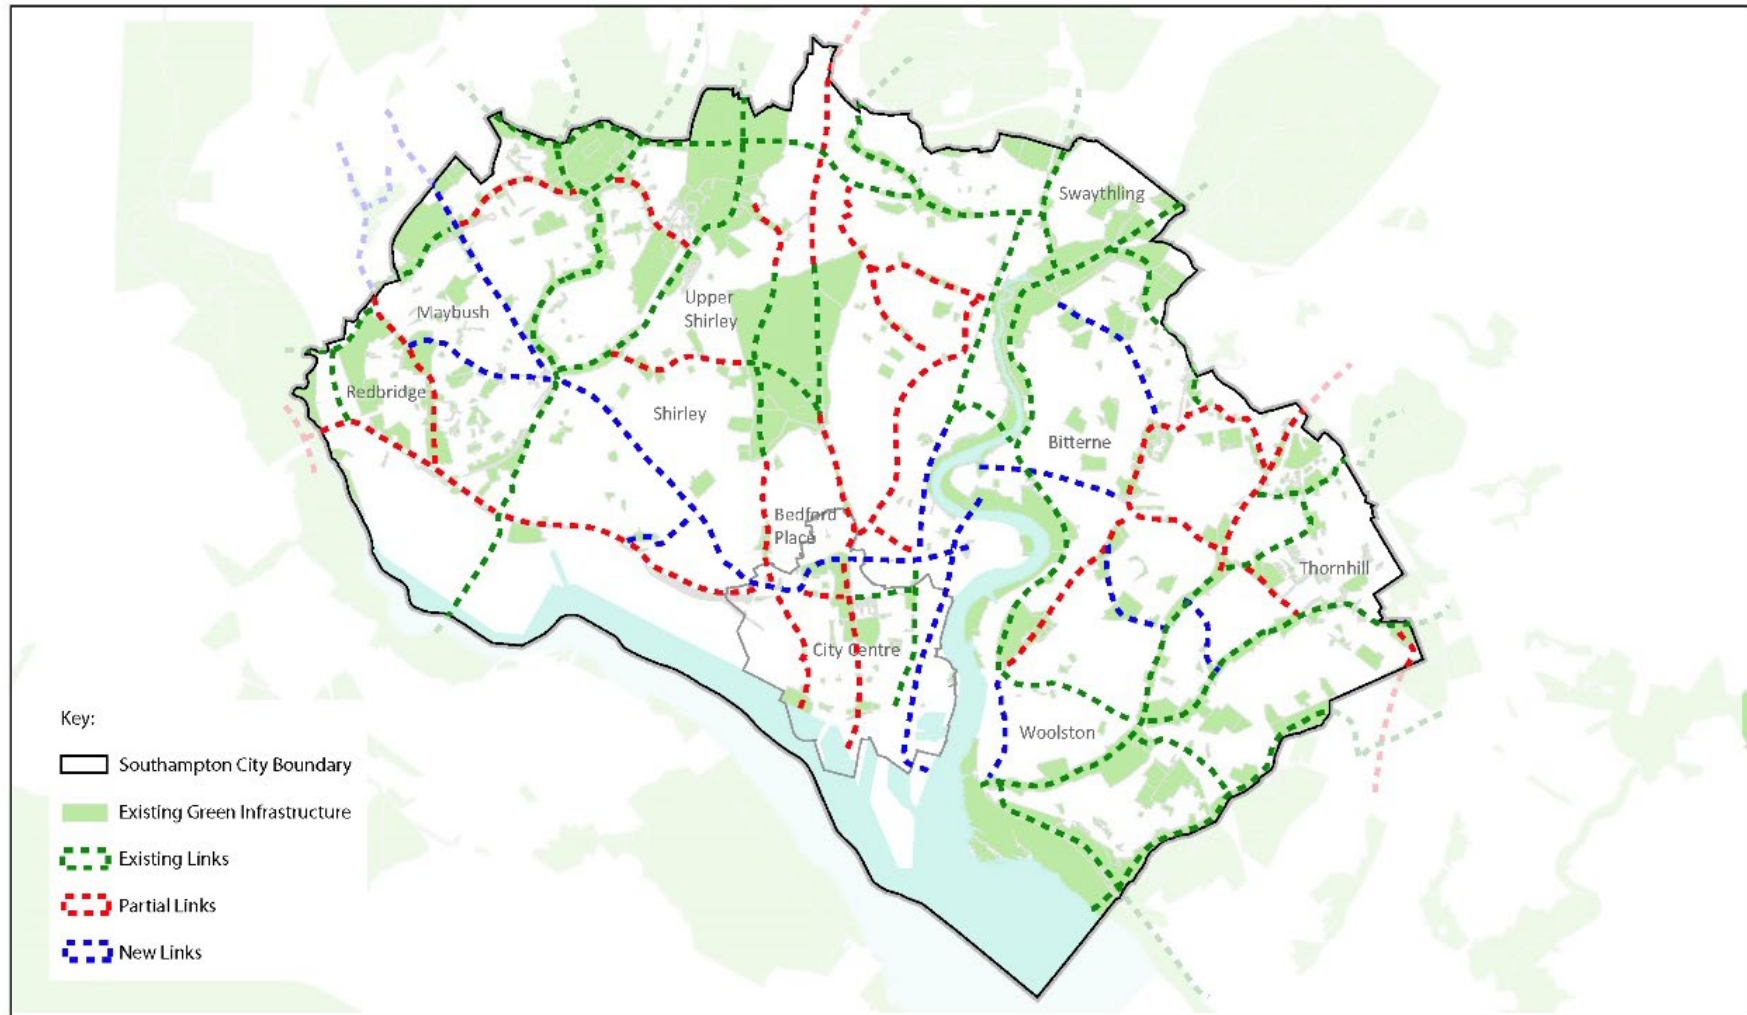 Swaythling
Upper
Shirley
Maybush
Redbridge
Shirley
Bitterne
Bedford
Place
Thornhill
City Centre
Woolston
Key:
Southampton City Boundary
Existing Green Infrastructure
Existing Links
Partial Links
New Links